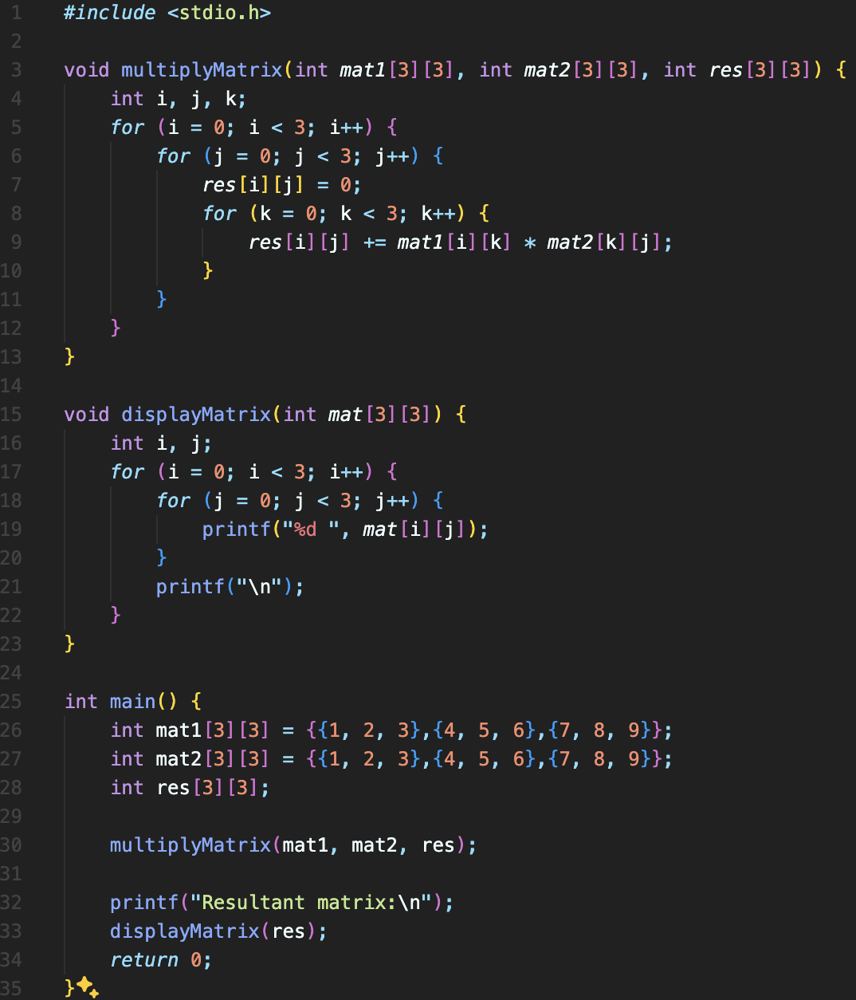 1 #include <stdio.h>
2
3 void multiplyMatrix(int mat1[3][3], int mat2[3][3], int res[3][3]) {
4     int i, j, k;
5     for (i = 0; i < 3; i++) {
6         for (j = 0; j < 3; j++) {
7             res[i][j] = 0;
8             for (k = 0; k < 3; k++) {
9                 res[i][j] += mat1[i][k] * mat2[k][j];
10             }
11         }
12     }
13 }
14
15 void displayMatrix(int mat[3][3]) {
16     int i, j;
17     for (i = 0; i < 3; i++) {
18         for (j = 0; j < 3; j++) {
19             printf("%d ", mat[i][j]);
20         }
21         printf("\n");
22     }
23 }
24
25 int main() {
26     int mat1[3][3] = {{1, 2, 3},{4, 5, 6},{7, 8, 9}};
27     int mat2[3][3] = {{1, 2, 3},{4, 5, 6},{7, 8, 9}};
28     int res[3][3];
29
30     multiplyMatrix(mat1, mat2, res);
31
32     printf("Resultant matrix:\n");
33     displayMatrix(res);
34     return 0;
35 }